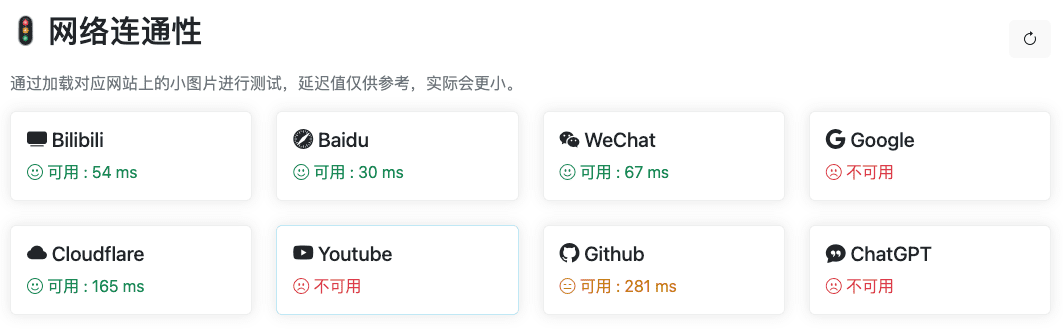 网络连通性
通过加载对应网站上的小图片进行测试，延迟值仅供参考，实际会更小。
Bilibili
可用 : 54 ms
Baidu
可用 : 30 ms
WeChat
可用 : 67 ms
Google
不可用
Cloudflare
可用 : 165 ms
Youtube
不可用
Github
可用 : 281 ms
ChatGPT
不可用